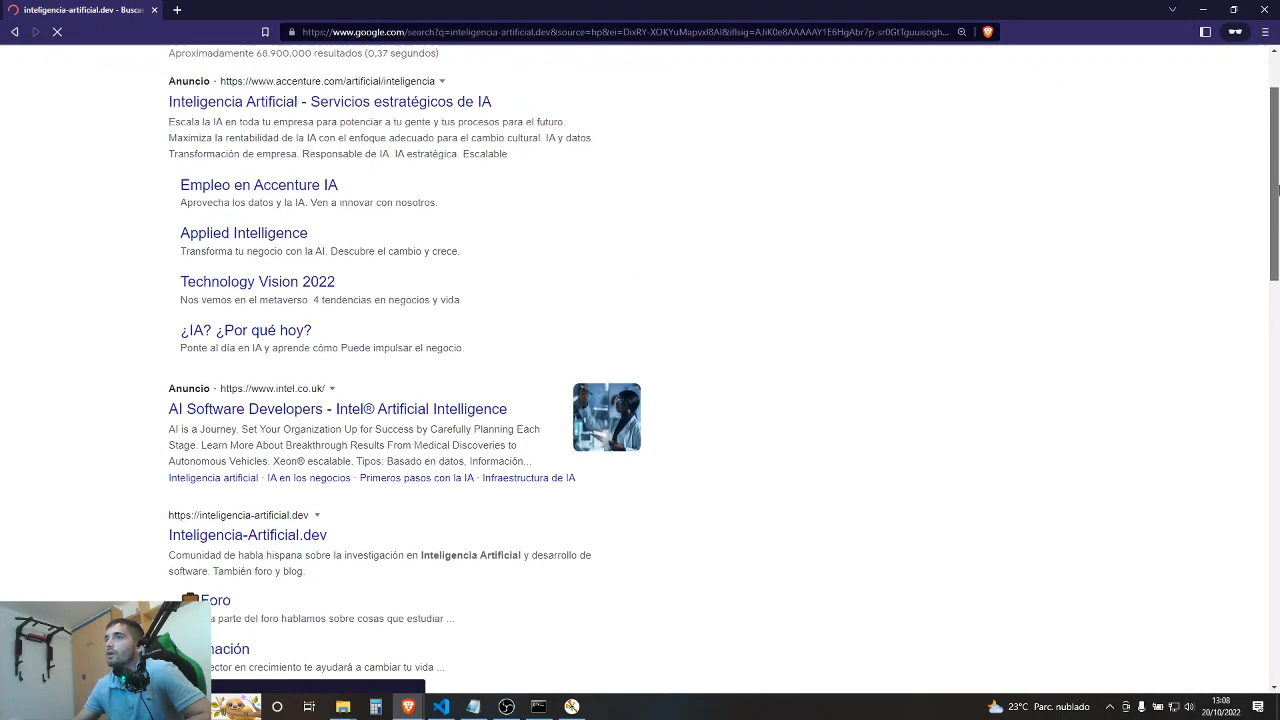 inteligencia-artificial.dev - Busca
https://www.google.com/search?q=inteligencia-artificial.dev&source=hp&ei=
Aproximadamente 68.900.000 resultados (0,37 segundos)
Anuncio · https://www.accenture.com/artificial/inteligencia
Inteligencia Artificial - Servicios estratégicos de IA
Escala la IA en toda tu empresa para potenciar a tu gente y tus procesos para el futuro.
Maximiza la rentabilidad de la IA con el enfoque adecuado para el cambio cultural. IA y datos.
Transformación de empresa. Responsable de IA. IA estratégica. Escalable.
Empleo en Accenture IA
Aprovecha los datos y la IA. Ven a innovar con nosotros.
Applied Intelligence
Transforma tu negocio con la AI. Descubre el cambio y crece.
Technology Vision 2022
Nos vemos en el metaverso. 4 tendencias en negocios y vida.
¿IA? ¿Por qué hoy?
Ponte al día en IA y aprende cómo Puede impulsar el negocio.
Anuncio · https://www.intel.co.uk/
AI Software Developers - Intel® Artificial Intelligence
AI is a Journey. Set Your Organization Up for Success by Carefully Planning Each
Stage. Learn More About Breakthrough Results From Medical Discoveries to
Autonomous Vehicles. Xeon® escalable. Tipos: Basado en datos, Información...
Inteligencia artificial · IA en los negocios · Primeros pasos con la IA · Infraestructura de IA
https://inteligencia-artificial.dev
Inteligencia-Artificial.dev
Comunidad de habla hispana sobre la investigación en Inteligencia Artificial y desarrollo de
software. También foro y blog.
Foro
a parte del foro hablamos sobre cosas que estudiar ...
mación
ector en crecimiento te ayudará a cambiar tu vida ...
23°C Parc. nublado
13:08
20/10/2022